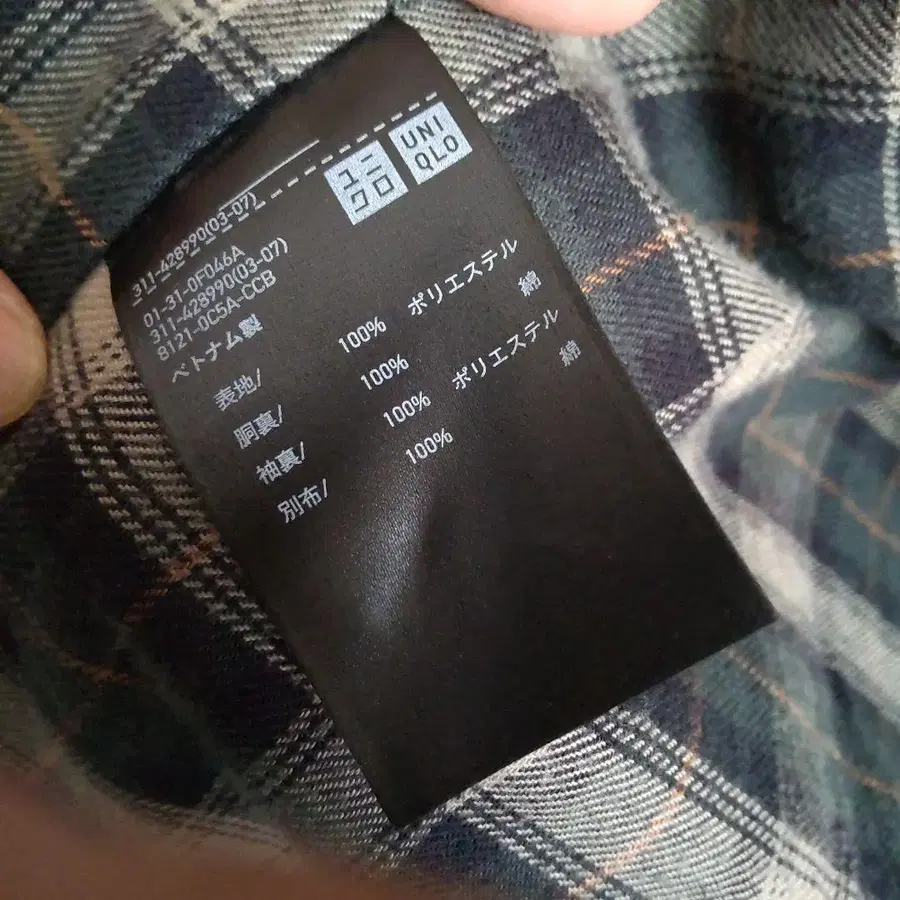 ユニ
クロ
UNI
QLO
311-428990(03-07)
01-31-0F046A
311-428990(03-07)
8121-0C5A-CCB
ベトナム製
表地/ 100% ポリエステル
胴裏/ 100% 綿
袖裏/ 100% ポリエステル
別布/ 100% 綿